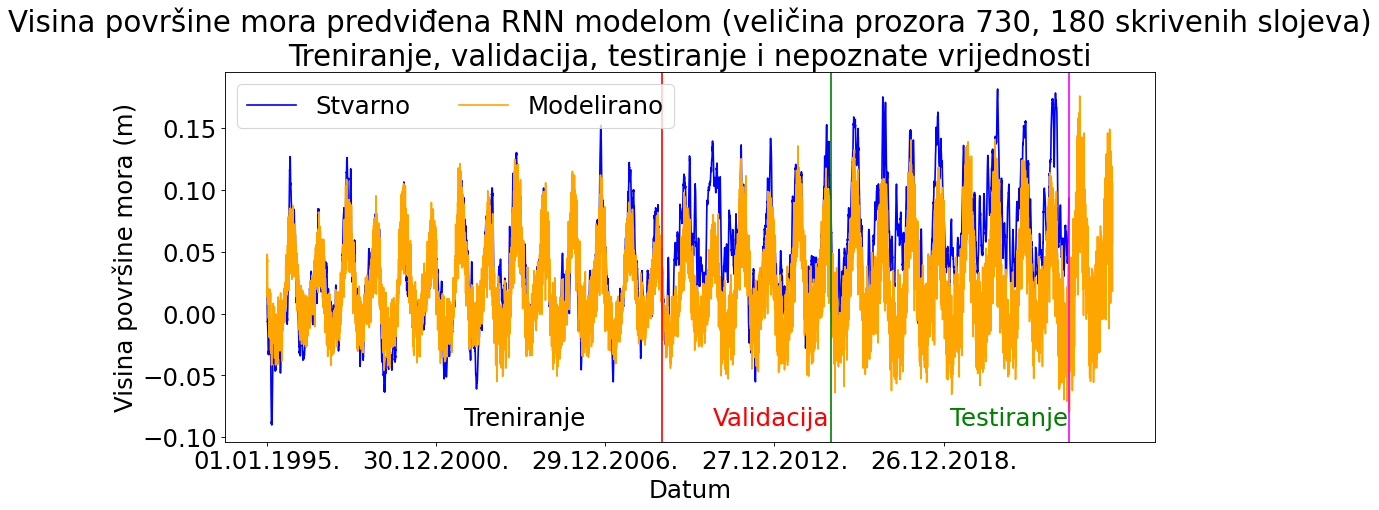 Visina površine mora predviđena RNN modelom (veličina prozora 730, 180 skrivenih slojeva)
Treniranje, validacija, testiranje i nepoznate vrijednosti
Stvarno Modelirano
Visina površine mora (m)
0.15
0.10
0.05
0.00
−0.05
−0.10
Treniranje Validacija Testiranje
01.01.1995. 30.12.2000. 29.12.2006. 27.12.2012. 26.12.2018.
Datum